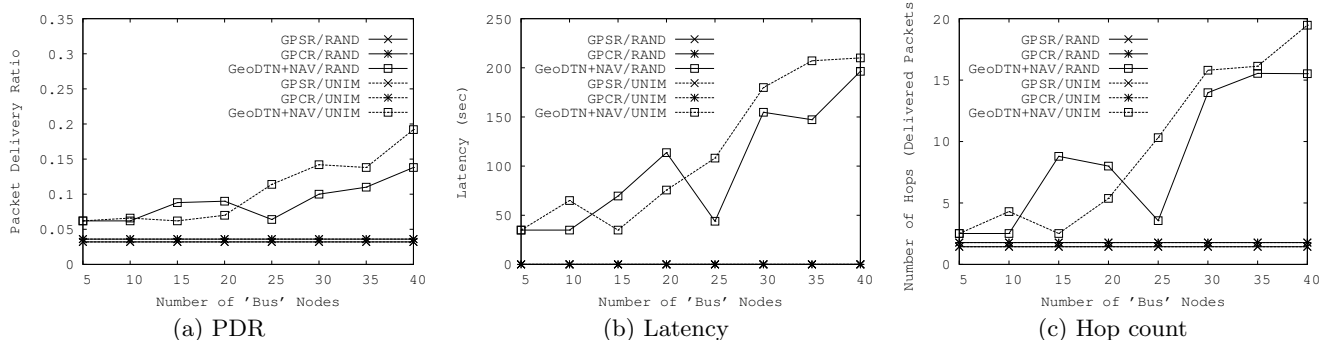 Packet Delivery Ratio
0.35
0.3
0.25
0.2
0.15
0.1
0.05
0
GPSR/RAND
GPCR/RAND
GeoDTN+NAV/RAND
GPSR/UNIM
GPCR/UNIM
GeoDTN+NAV/UNIM
5 10 15 20 25 30 35 40
Number of 'Bus' Nodes
(a) PDR
Latency (sec)
250
200
150
100
50
0
GPSR/RAND
GPCR/RAND
GeoDTN+NAV/RAND
GPSR/UNIM
GPCR/UNIM
GeoDTN+NAV/UNIM
5 10 15 20 25 30 35 40
Number of 'Bus' Nodes
(b) Latency
Number of Hops (Delivered Packets)
20
15
10
5
0
GPSR/RAND
GPCR/RAND
GeoDTN+NAV/RAND
GPSR/UNIM
GPCR/UNIM
GeoDTN+NAV/UNIM
5 10 15 20 25 30 35 40
Number of 'Bus' Nodes
(c) Hop count